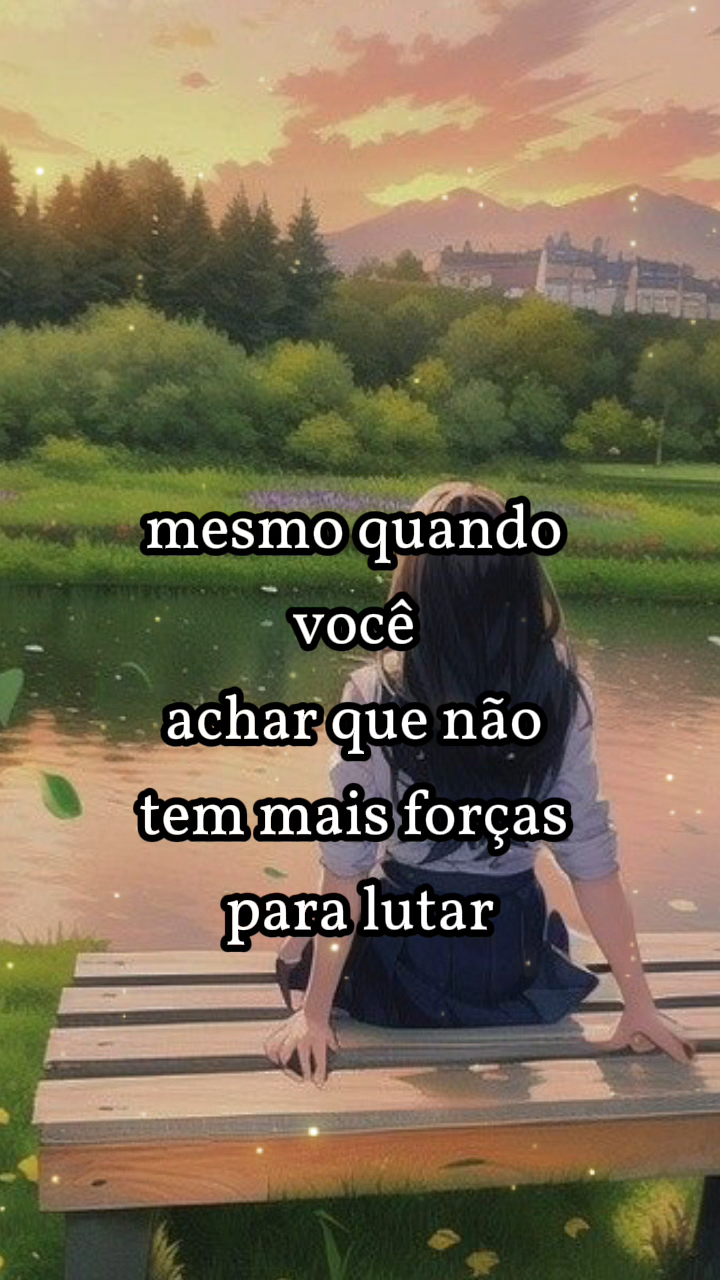 mesmo quando
você
achar que não
tem mais forças
para lutar